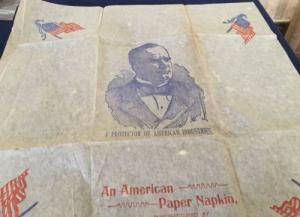 A PROTECTOR OF AMERICAN INDUSTRIES.
An American
Paper Napkin,